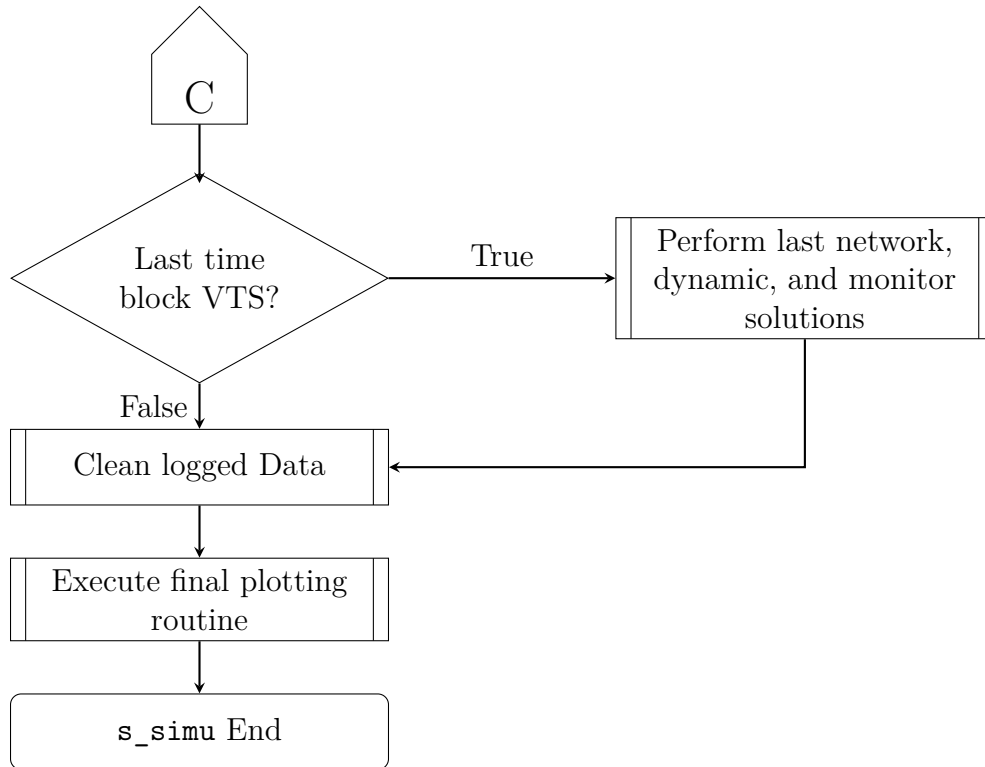 C
Last time
block VTS?
True
Perform last network,
dynamic, and monitor
solutions
False
Clean logged Data
Execute final plotting
routine
s_simu End